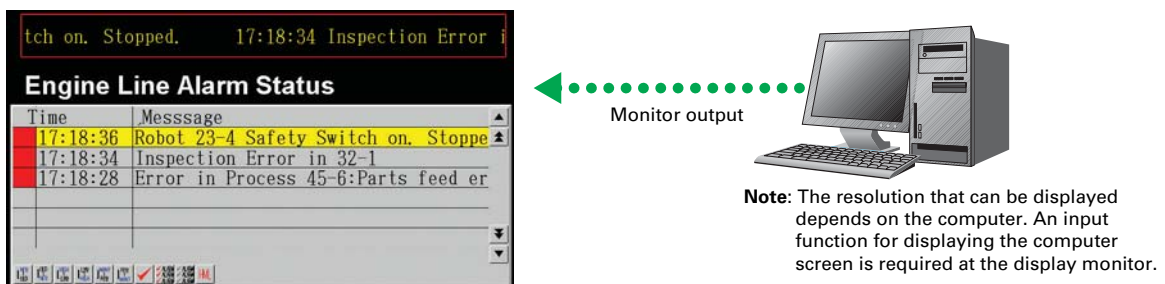 tch on. Stopped. 17:18:34 Inspection Error i
Engine Line Alarm Status
Time Messsage
17:18:36 Robot 23-4 Safety Switch on. Stoppe
17:18:34 Inspection Error in 32-1
17:18:28 Error in Process 45-6:Parts feed er
Monitor output
Note: The resolution that can be displayed
depends on the computer. An input
function for displaying the computer
screen is required at the display monitor.